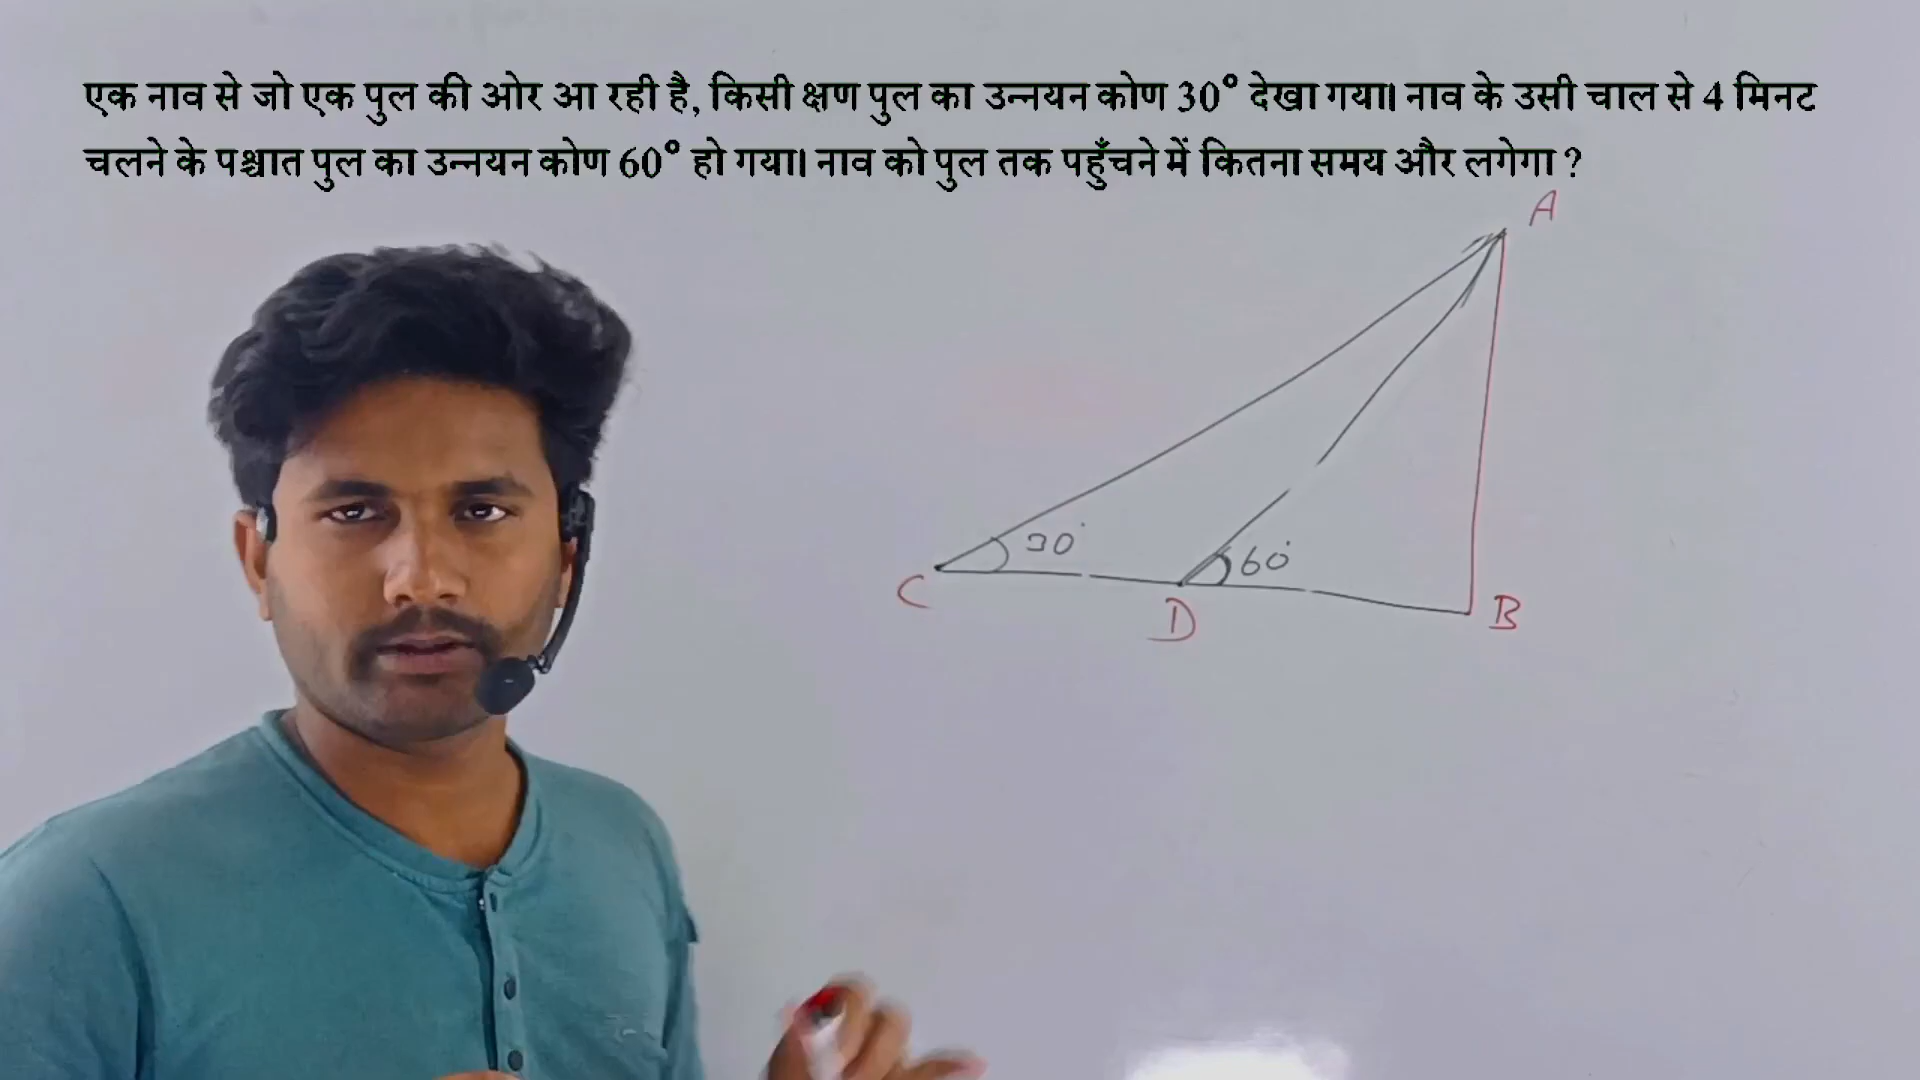 एक नाव से जो एक पुल की ओर आ रही है, किसी क्षण पुल का उन्नयन कोण 30° देखा गया। नाव के उसी चाल से 4 मिनट
चलने के पश्चात पुल का उन्नयन कोण 60° हो गया। नाव को पुल तक पहुँचने में कितना समय और लगेगा ?
A
30°
60°
C
D
B